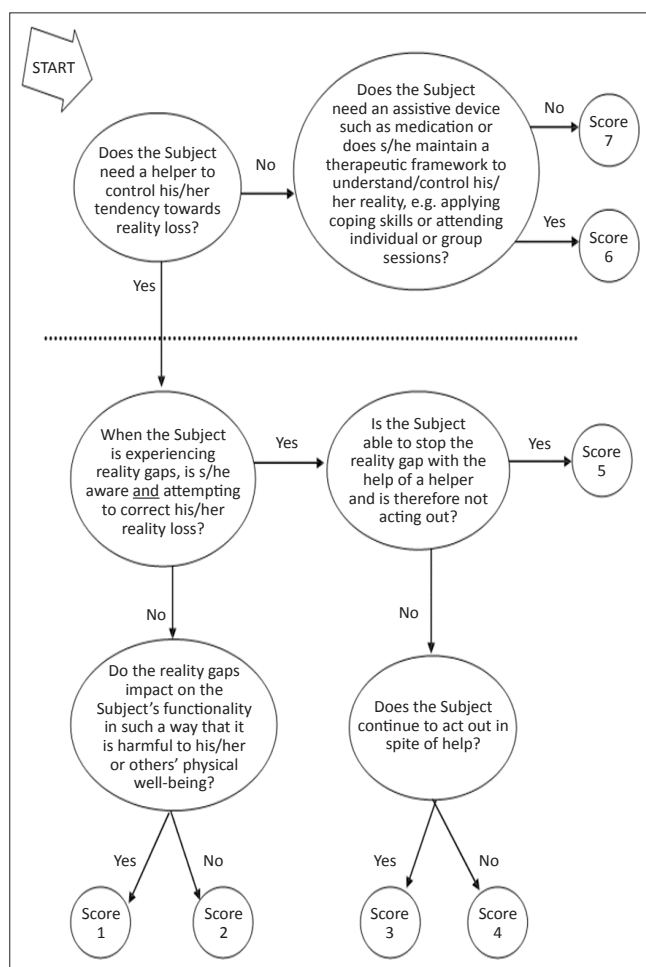 START
Does the Subject
need a helper to
control his/her
tendency towards
reality loss?
No
Does the Subject
need an assistive device
such as medication or
does s/he maintain a
therapeutic framework to
understand/control his/
her reality, e.g. applying
coping skills or attending
individual or group
sessions?
No
Score
7
Yes
Score
6
Yes
When the Subject
is experiencing
reality gaps, is s/he
aware and attempting
to correct his/her
reality loss?
Yes
Is the Subject
able to stop the
reality gap with the
help of a helper
and is therefore not
acting out?
Yes
Score
5
No
No
Do the reality gaps
impact on the
Subject's functionality
in such a way that it
is harmful to his/her
or others' physical
well-being?
Does the Subject
continue to act out in
spite of help?
Yes
No
Yes
No
Score
1
Score
2
Score
3
Score
4